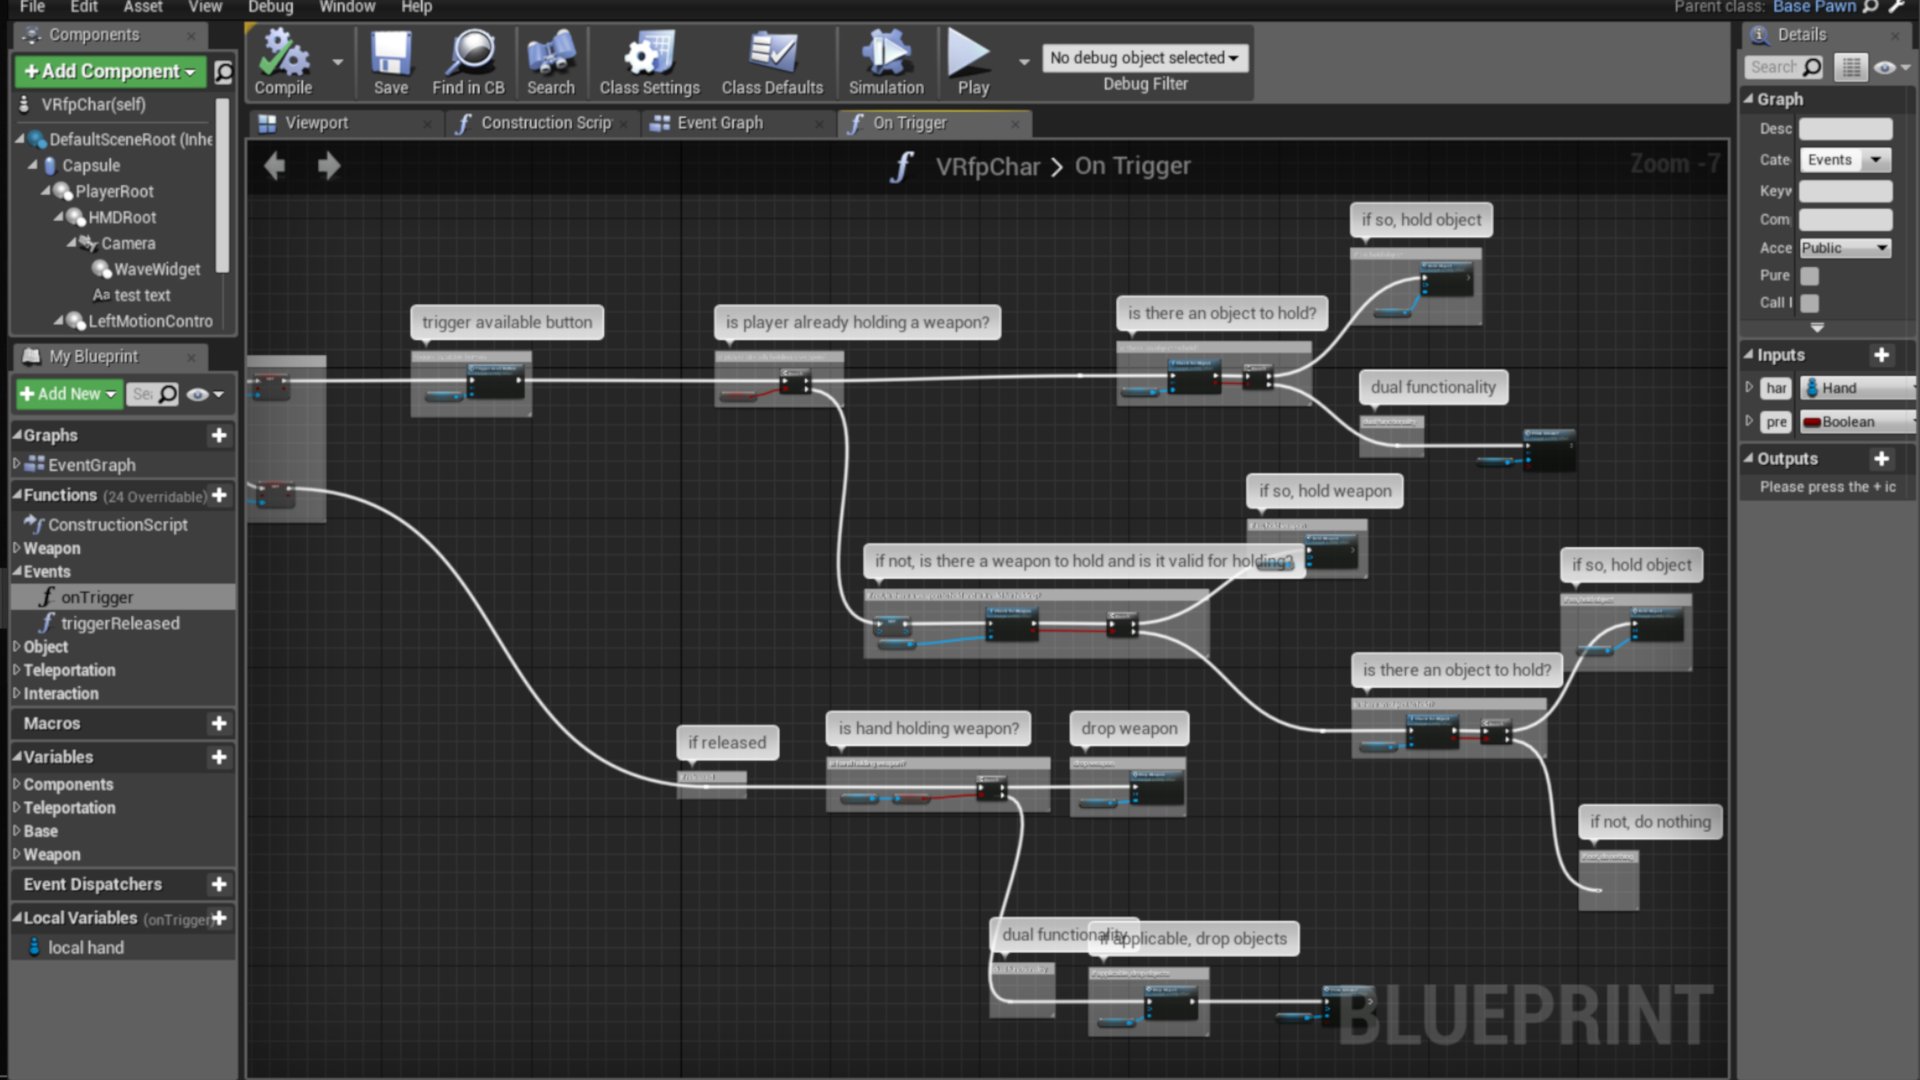 File Edit Asset View Debug Window Help
Parent class: Base Pawn
Components
+Add Component
VRfpChar(self)
DefaultSceneRoot (Inhe
Capsule
PlayerRoot
HMDRoot
Camera
WaveWidget
Aa test text
LeftMotionContro
Compile
Save
Find in CB
Search
Class Settings
Class Defaults
Simulation
Play
No debug object selected
Debug Filter
Viewport
Construction Scrip
Event Graph
On Trigger
VRfpChar > On Trigger
Zoom -7
My Blueprint
+Add New
Sea
Graphs
EventGraph
Functions (24 Overridable)
ConstructionScript
Weapon
Events
onTrigger
triggerReleased
Object
Teleportation
Interaction
Macros
Variables
Components
Teleportation
Base
Weapon
Event Dispatchers
Local Variables (onTrigger)
local hand
if so, hold object
trigger available button
is player already holding a weapon?
is there an object to hold?
dual functionality
if so, hold weapon
if not, is there a weapon to hold and is it valid for holding?
if so, hold object
is there an object to hold?
if released
is hand holding weapon?
drop weapon
if not, do nothing
dual functionality
if applicable, drop objects
BLUEPRINT
Details
Search
Graph
Desc
Cate Events
Keyw
Com
Acce Public
Pure
Call I
Inputs
har Hand
pre Boolean
Outputs
Please press the + ic